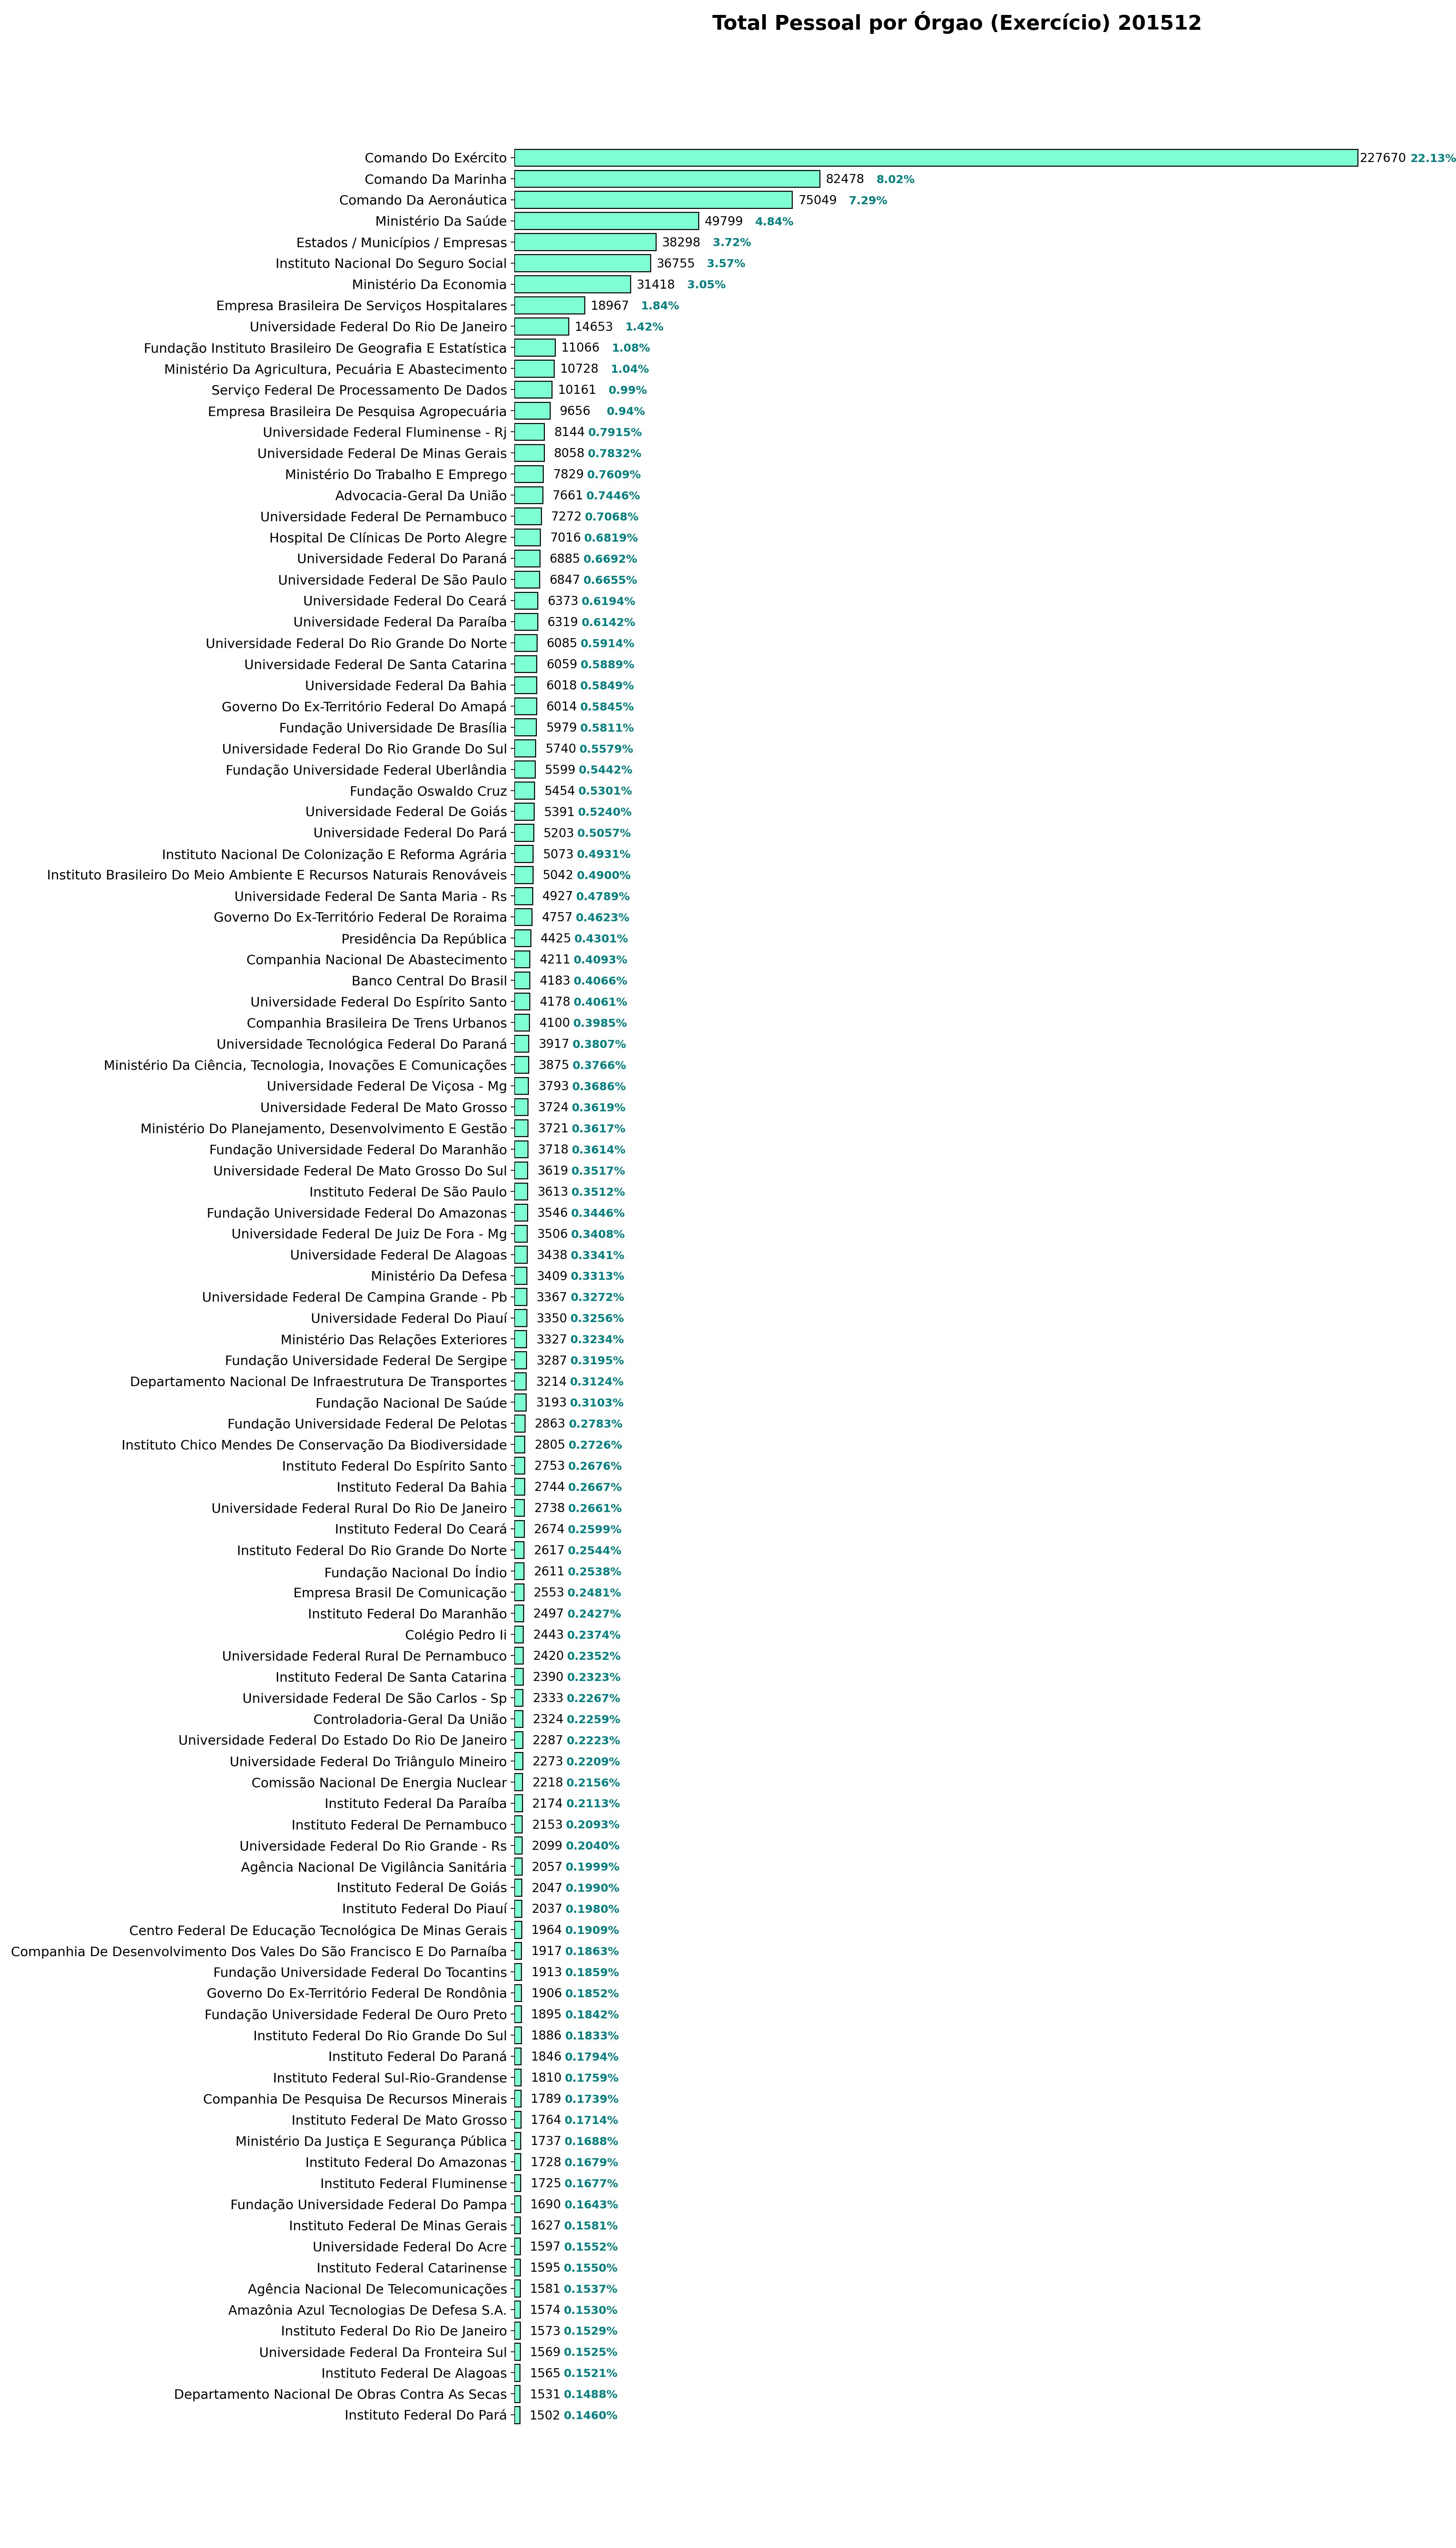 Total Pessoal por Órgao (Exercício) 201512
Comando Do Exército 227670 22.13%
Comando Da Marinha 82478 8.02%
Comando Da Aeronáutica 75049 7.29%
Ministério Da Saúde 49799 4.84%
Estados / Municípios / Empresas 38298 3.72%
Instituto Nacional Do Seguro Social 36755 3.57%
Ministério Da Economia 31418 3.05%
Empresa Brasileira De Serviços Hospitalares 18967 1.84%
Universidade Federal Do Rio De Janeiro 14653 1.42%
Fundação Instituto Brasileiro De Geografia E Estatística 11066 1.08%
Ministério Da Agricultura, Pecuária E Abastecimento 10728 1.04%
Serviço Federal De Processamento De Dados 10161 0.99%
Empresa Brasileira De Pesquisa Agropecuária 9656 0.94%
Universidade Federal Fluminense - Rj 8144 0.7915%
Universidade Federal De Minas Gerais 8058 0.7832%
Ministério Do Trabalho E Emprego 7829 0.7609%
Advocacia-Geral Da União 7661 0.7446%
Universidade Federal De Pernambuco 7272 0.7068%
Hospital De Clínicas De Porto Alegre 7016 0.6819%
Universidade Federal Do Paraná 6885 0.6692%
Universidade Federal De São Paulo 6847 0.6655%
Universidade Federal Do Ceará 6373 0.6194%
Universidade Federal Da Paraíba 6319 0.6142%
Universidade Federal Do Rio Grande Do Norte 6085 0.5914%
Universidade Federal De Santa Catarina 6059 0.5889%
Universidade Federal Da Bahia 6018 0.5849%
Governo Do Ex-Território Federal Do Amapá 6014 0.5845%
Fundação Universidade De Brasília 5979 0.5811%
Universidade Federal Do Rio Grande Do Sul 5740 0.5579%
Fundação Universidade Federal Uberlândia 5599 0.5442%
Fundação Oswaldo Cruz 5454 0.5301%
Universidade Federal De Goiás 5391 0.5240%
Universidade Federal Do Pará 5203 0.5057%
Instituto Nacional De Colonização E Reforma Agrária 5073 0.4931%
Instituto Brasileiro Do Meio Ambiente E Recursos Naturais Renováveis 5042 0.4900%
Universidade Federal De Santa Maria - Rs 4927 0.4789%
Governo Do Ex-Território Federal De Roraima 4757 0.4623%
Presidência Da República 4425 0.4301%
Companhia Nacional De Abastecimento 4211 0.4093%
Banco Central Do Brasil 4183 0.4066%
Universidade Federal Do Espírito Santo 4178 0.4061%
Companhia Brasileira De Trens Urbanos 4100 0.3985%
Universidade Tecnológica Federal Do Paraná 3917 0.3807%
Ministério Da Ciência, Tecnologia, Inovações E Comunicações 3875 0.3766%
Universidade Federal De Viçosa - Mg 3793 0.3686%
Universidade Federal De Mato Grosso 3724 0.3619%
Ministério Do Planejamento, Desenvolvimento E Gestão 3721 0.3617%
Fundação Universidade Federal Do Maranhão 3718 0.3614%
Universidade Federal De Mato Grosso Do Sul 3619 0.3517%
Instituto Federal De São Paulo 3613 0.3512%
Fundação Universidade Federal Do Amazonas 3546 0.3446%
Universidade Federal De Juiz De Fora - Mg 3506 0.3408%
Universidade Federal De Alagoas 3438 0.3341%
Ministério Da Defesa 3409 0.3313%
Universidade Federal De Campina Grande - Pb 3367 0.3272%
Universidade Federal Do Piauí 3350 0.3256%
Ministério Das Relações Exteriores 3327 0.3234%
Fundação Universidade Federal De Sergipe 3287 0.3195%
Departamento Nacional De Infraestrutura De Transportes 3214 0.3124%
Fundação Nacional De Saúde 3193 0.3103%
Fundação Universidade Federal De Pelotas 2863 0.2783%
Instituto Chico Mendes De Conservação Da Biodiversidade 2805 0.2726%
Instituto Federal Do Espírito Santo 2753 0.2676%
Instituto Federal Da Bahia 2744 0.2667%
Universidade Federal Rural Do Rio De Janeiro 2738 0.2661%
Instituto Federal Do Ceará 2674 0.2599%
Instituto Federal Do Rio Grande Do Norte 2617 0.2544%
Fundação Nacional Do Índio 2611 0.2538%
Empresa Brasil De Comunicação 2553 0.2481%
Instituto Federal Do Maranhão 2497 0.2427%
Colégio Pedro Ii 2443 0.2374%
Universidade Federal Rural De Pernambuco 2420 0.2352%
Instituto Federal De Santa Catarina 2390 0.2323%
Universidade Federal De São Carlos - Sp 2333 0.2267%
Controladoria-Geral Da União 2324 0.2259%
Universidade Federal Do Estado Do Rio De Janeiro 2287 0.2223%
Universidade Federal Do Triângulo Mineiro 2273 0.2209%
Comissão Nacional De Energia Nuclear 2218 0.2156%
Instituto Federal Da Paraíba 2174 0.2113%
Instituto Federal De Pernambuco 2153 0.2093%
Universidade Federal Do Rio Grande - Rs 2099 0.2040%
Agência Nacional De Vigilância Sanitária 2057 0.1999%
Instituto Federal De Goiás 2047 0.1990%
Instituto Federal Do Piauí 2037 0.1980%
Centro Federal De Educação Tecnológica De Minas Gerais 1964 0.1909%
Companhia De Desenvolvimento Dos Vales Do São Francisco E Do Parnaíba 1917 0.1863%
Fundação Universidade Federal Do Tocantins 1913 0.1859%
Governo Do Ex-Território Federal De Rondônia 1906 0.1852%
Fundação Universidade Federal De Ouro Preto 1895 0.1842%
Instituto Federal Do Rio Grande Do Sul 1886 0.1833%
Instituto Federal Do Paraná 1846 0.1794%
Instituto Federal Sul-Rio-Grandense 1810 0.1759%
Companhia De Pesquisa De Recursos Minerais 1789 0.1739%
Instituto Federal De Mato Grosso 1764 0.1714%
Ministério Da Justiça E Segurança Pública 1737 0.1688%
Instituto Federal Do Amazonas 1728 0.1679%
Instituto Federal Fluminense 1725 0.1677%
Fundação Universidade Federal Do Pampa 1690 0.1643%
Instituto Federal De Minas Gerais 1627 0.1581%
Universidade Federal Do Acre 1597 0.1552%
Instituto Federal Catarinense 1595 0.1550%
Agência Nacional De Telecomunicações 1581 0.1537%
Amazônia Azul Tecnologias De Defesa S.A. 1574 0.1530%
Instituto Federal Do Rio De Janeiro 1573 0.1529%
Universidade Federal Da Fronteira Sul 1569 0.1525%
Instituto Federal De Alagoas 1565 0.1521%
Departamento Nacional De Obras Contra As Secas 1531 0.1488%
Instituto Federal Do Pará 1502 0.1460%